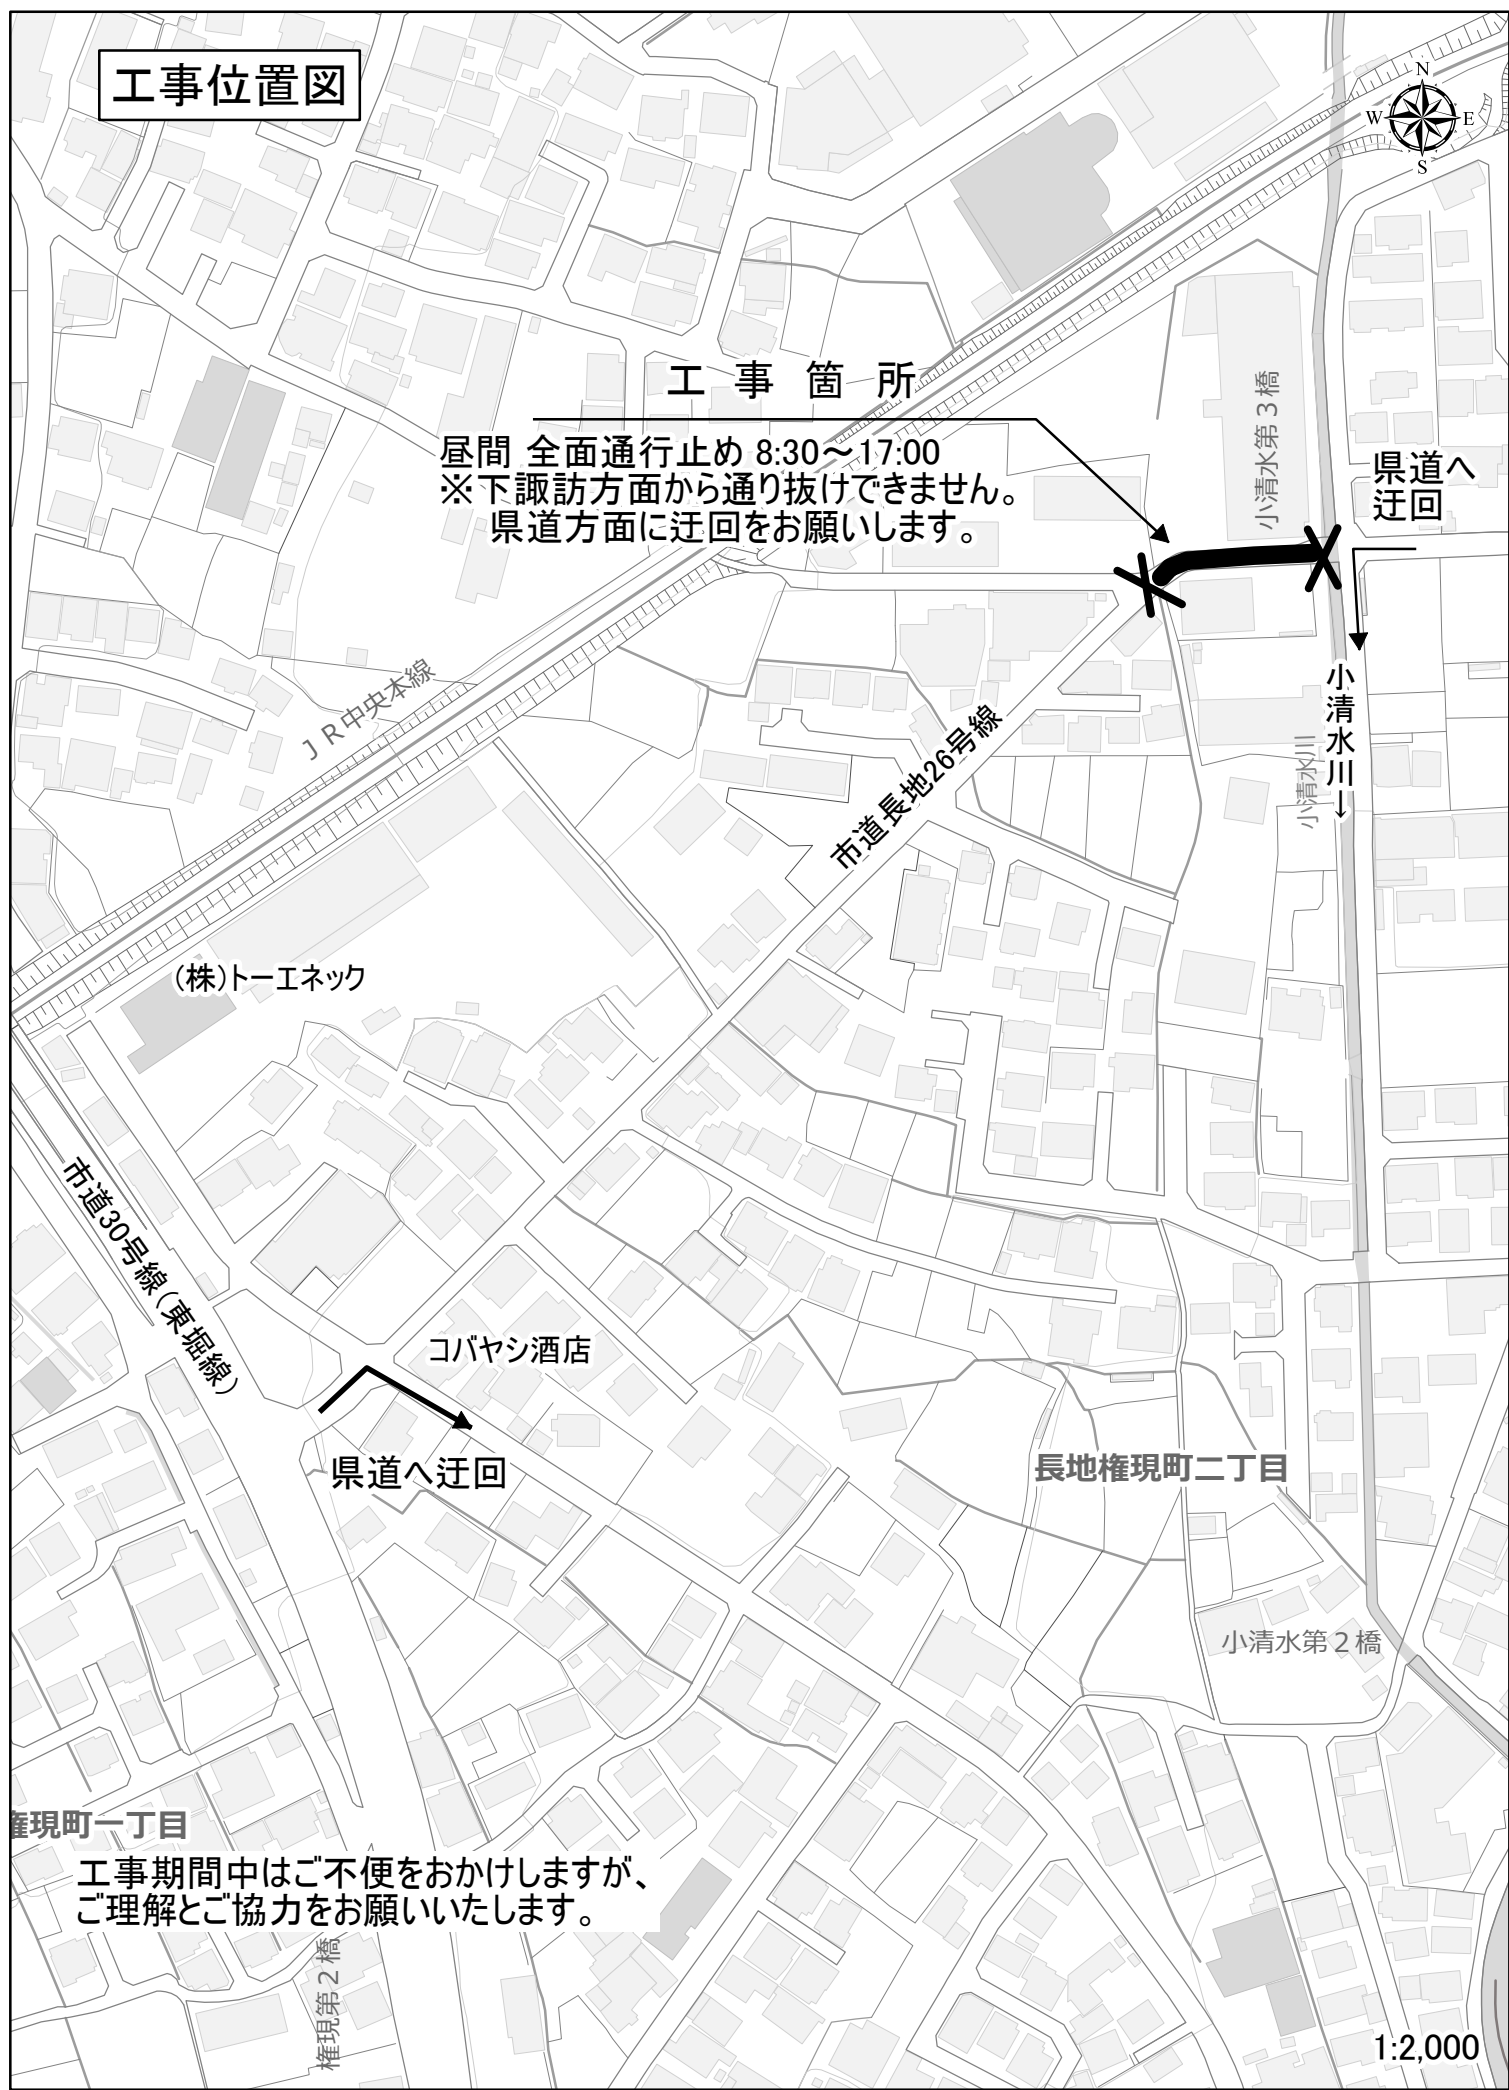 工事位置図
N
W
E
S
工事箇所
昼間 全面通行止め 8:30～17:00
※下諏訪方面から通り抜けできません。
県道方面に迂回をお願いします。
小清水第3橋
県道へ
迂回
JR中央本線
市道長地26号線
小清水川
小清水川→
(株)トーエネック
市道30号線(東堀線)
コバヤシ酒店
県道へ迂回
長地権現町二丁目
小清水第2橋
権現町一丁目
工事期間中はご不便をおかけしますが、
ご理解とご協力をお願いいたします。
権現第2橋
1:2,000